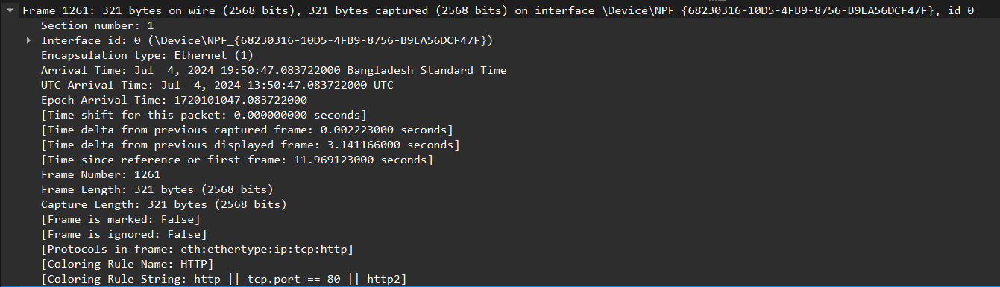 Frame 1261: 321 bytes on wire (2568 bits), 321 bytes captured (2568 bits) on interface \Device\NPF_{68230316-10D5-4FB9-8756-B9EA56DCF47F}, id 0
Section number: 1
Interface id: 0 (\Device\NPF_{68230316-10D5-4FB9-8756-B9EA56DCF47F})
Encapsulation type: Ethernet (1)
Arrival Time: Jul  4, 2024 19:50:47.083722000 Bangladesh Standard Time
UTC Arrival Time: Jul  4, 2024 13:50:47.083722000 UTC
Epoch Arrival Time: 1720101047.083722000
[Time shift for this packet: 0.000000000 seconds]
[Time delta from previous captured frame: 0.002223000 seconds]
[Time delta from previous displayed frame: 3.141166000 seconds]
[Time since reference or first frame: 11.969123000 seconds]
Frame Number: 1261
Frame Length: 321 bytes (2568 bits)
Capture Length: 321 bytes (2568 bits)
[Frame is marked: False]
[Frame is ignored: False]
[Protocols in frame: eth:ethertype:ip:tcp:http]
[Coloring Rule Name: HTTP]
[Coloring Rule String: http || tcp.port == 80 || http2]